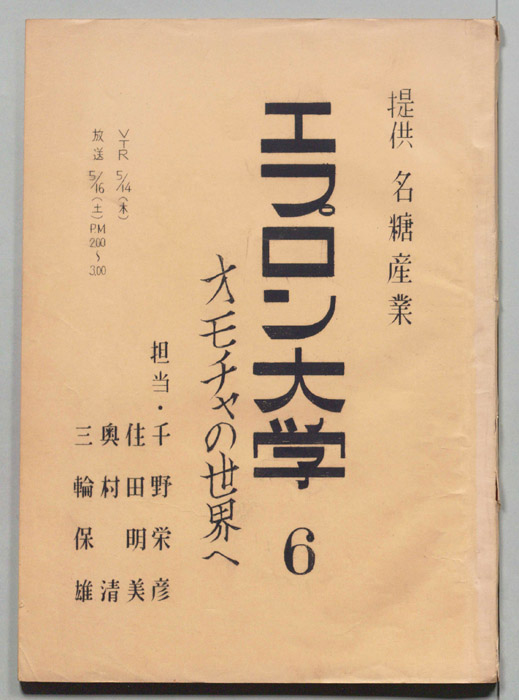 提供 名糖産業
エプロン大学 6
オモチャの世界へ
担当・千野栄彦
住田明美
奥村清
三輪保雄
VTR 5/14(木)
放送 5/16(土) P.M 2.00~3.00